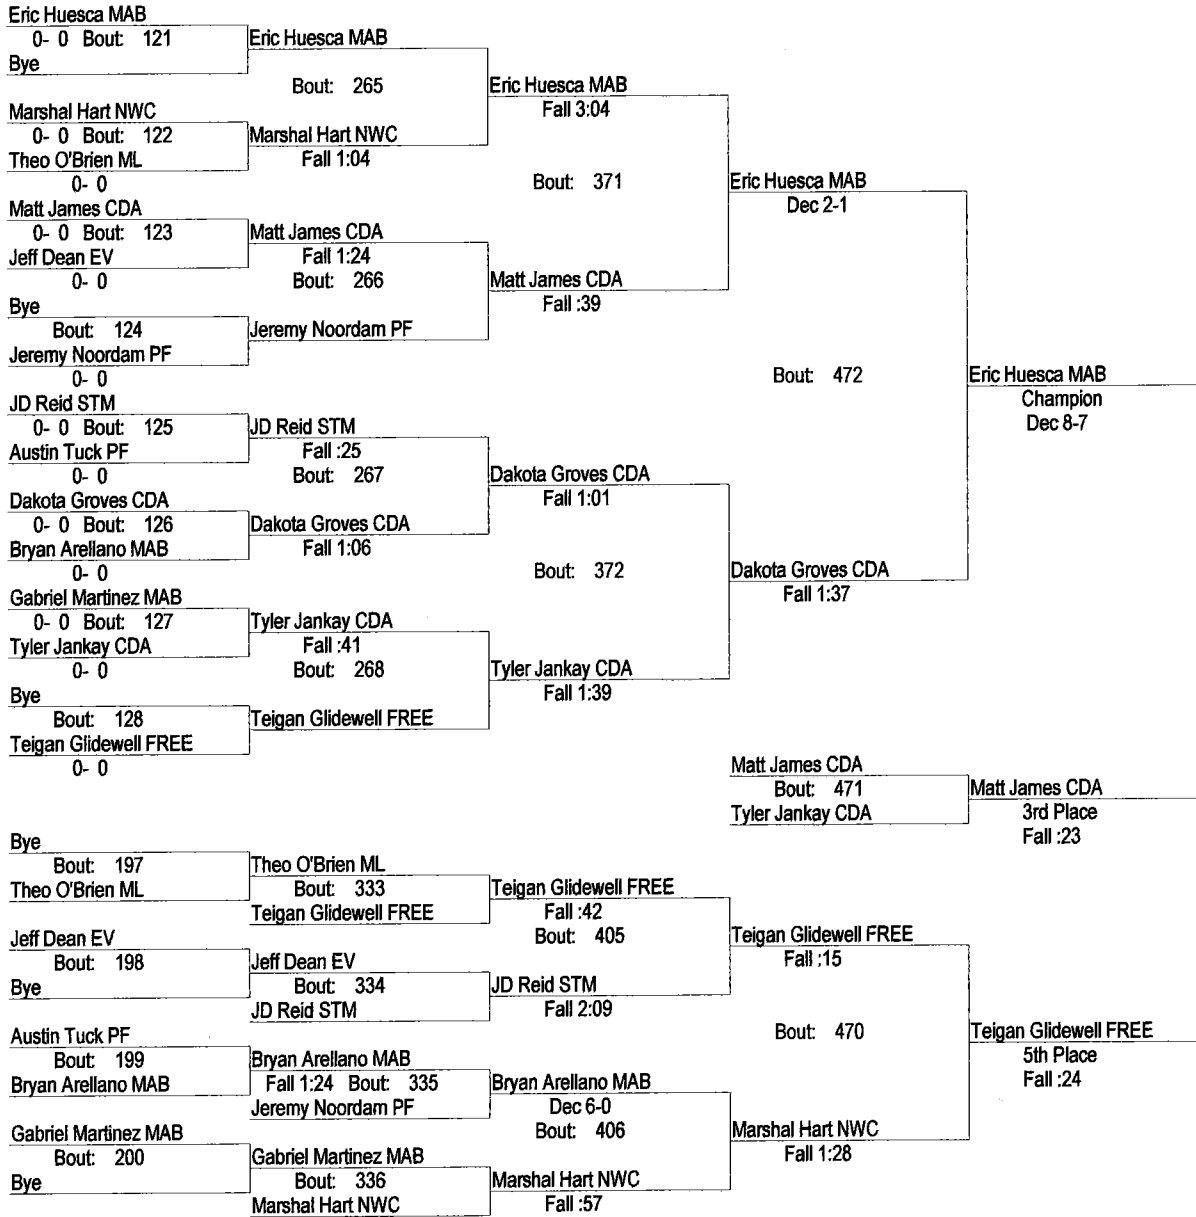 Eric Huesca MAB
0- 0 Bout: 121
Bye
Eric Huesca MAB
Bout: 265
Marshal Hart NWC
0- 0 Bout: 122
Theo O'Brien ML
0- 0
Marshal Hart NWC
Fall 1:04
Eric Huesca MAB
Fall 3:04
Bout: 371
Matt James CDA
0- 0 Bout: 123
Jeff Dean EV
0- 0
Matt James CDA
Fall 1:24
Bout: 266
Bye
Bout: 124
Jeremy Noordam PF
0- 0
Jeremy Noordam PF
Matt James CDA
Fall :39
Eric Huesca MAB
Dec 2-1
Bout: 472
JD Reid STM
0- 0 Bout: 125
Austin Tuck PF
0- 0
JD Reid STM
Fall :25
Bout: 267
Dakota Groves CDA
0- 0 Bout: 126
Bryan Arellano MAB
0- 0
Dakota Groves CDA
Fall 1:06
Dakota Groves CDA
Fall 1:01
Bout: 372
Gabriel Martinez MAB
0- 0 Bout: 127
Tyler Jankay CDA
0- 0
Tyler Jankay CDA
Fall :41
Bout: 268
Bye
Bout: 128
Teigan Glidewell FREE
0- 0
Teigan Glidewell FREE
Tyler Jankay CDA
Fall 1:39
Dakota Groves CDA
Fall 1:37
Eric Huesca MAB
Champion
Dec 8-7
Matt James CDA
Bout: 471
Tyler Jankay CDA
Matt James CDA
3rd Place
Fall :23
Bye
Bout: 197
Theo O'Brien ML
Theo O'Brien ML
Bout: 333
Teigan Glidewell FREE
Teigan Glidewell FREE
Fall :42
Bout: 405
Jeff Dean EV
Bout: 198
Bye
Jeff Dean EV
Bout: 334
JD Reid STM
JD Reid STM
Fall 2:09
Teigan Glidewell FREE
Fall :15
Bout: 470
Austin Tuck PF
Bout: 199
Bryan Arellano MAB
Bryan Arellano MAB
Fall 1:24 Bout: 335
Jeremy Noordam PF
Bryan Arellano MAB
Dec 6-0
Bout: 406
Gabriel Martinez MAB
Bout: 200
Bye
Gabriel Martinez MAB
Bout: 336
Marshal Hart NWC
Marshal Hart NWC
Fall :57
Marshal Hart NWC
Fall 1:28
Teigan Glidewell FREE
5th Place
Fall :24